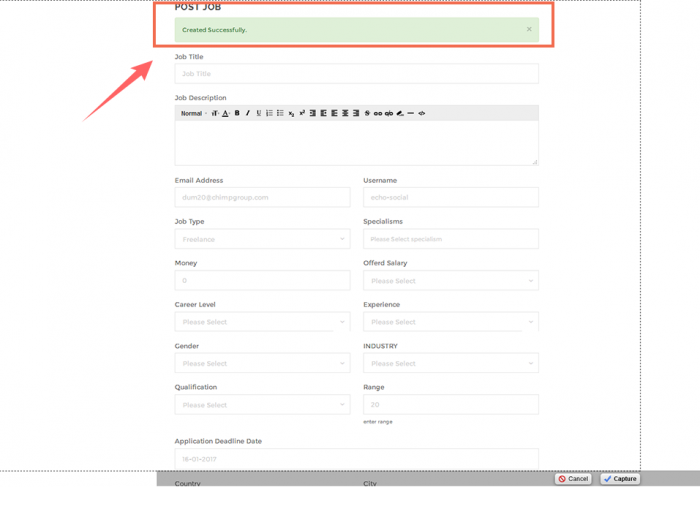 POST JOB
Created Successfully. ×
Job Title
Job Title
Job Description
Normal
Email Address Username
dum20@chimpgroup.com echo-social
Job Type Specialisms
Freelance Please Select specialism
Money Offerd Salary
0 Please Select
Career Level Experience
Please Select Please Select
Gender INDUSTRY
Please Select Please Select
Qualification Range
Please Select 20
enter range
Application Deadline Date
16-01-2017
Country City
Cancel Capture